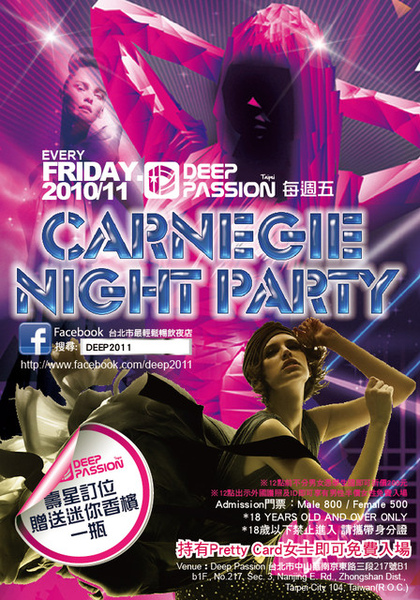 EVERY
FRIDAY.
2010/11
DEEP
PASSION
Taipei
每週五
CARNEGIE
NIGHT PARTY
Facebook 台北市最輕鬆暢飲夜店
搜尋: DEEP2011
http://www.facebook.com/deep2011
DEEP
PASSION
壽星訂位
贈送迷你香檳
一瓶
Admission門票：Male 800 / Female 500
*18 YEARS OLD AND OVER ONLY
*18歲以下禁止進入 請攜帶身分證
持有Pretty Card女士即可免費入場
Venue：Deep Passion 台北市中山區南京東路三段217號B1
b1F., No.217, Sec. 3, Nanjing E. Rd., Zhongshan Dist.,
Taipei City 104, Taiwan(R.O.C.)